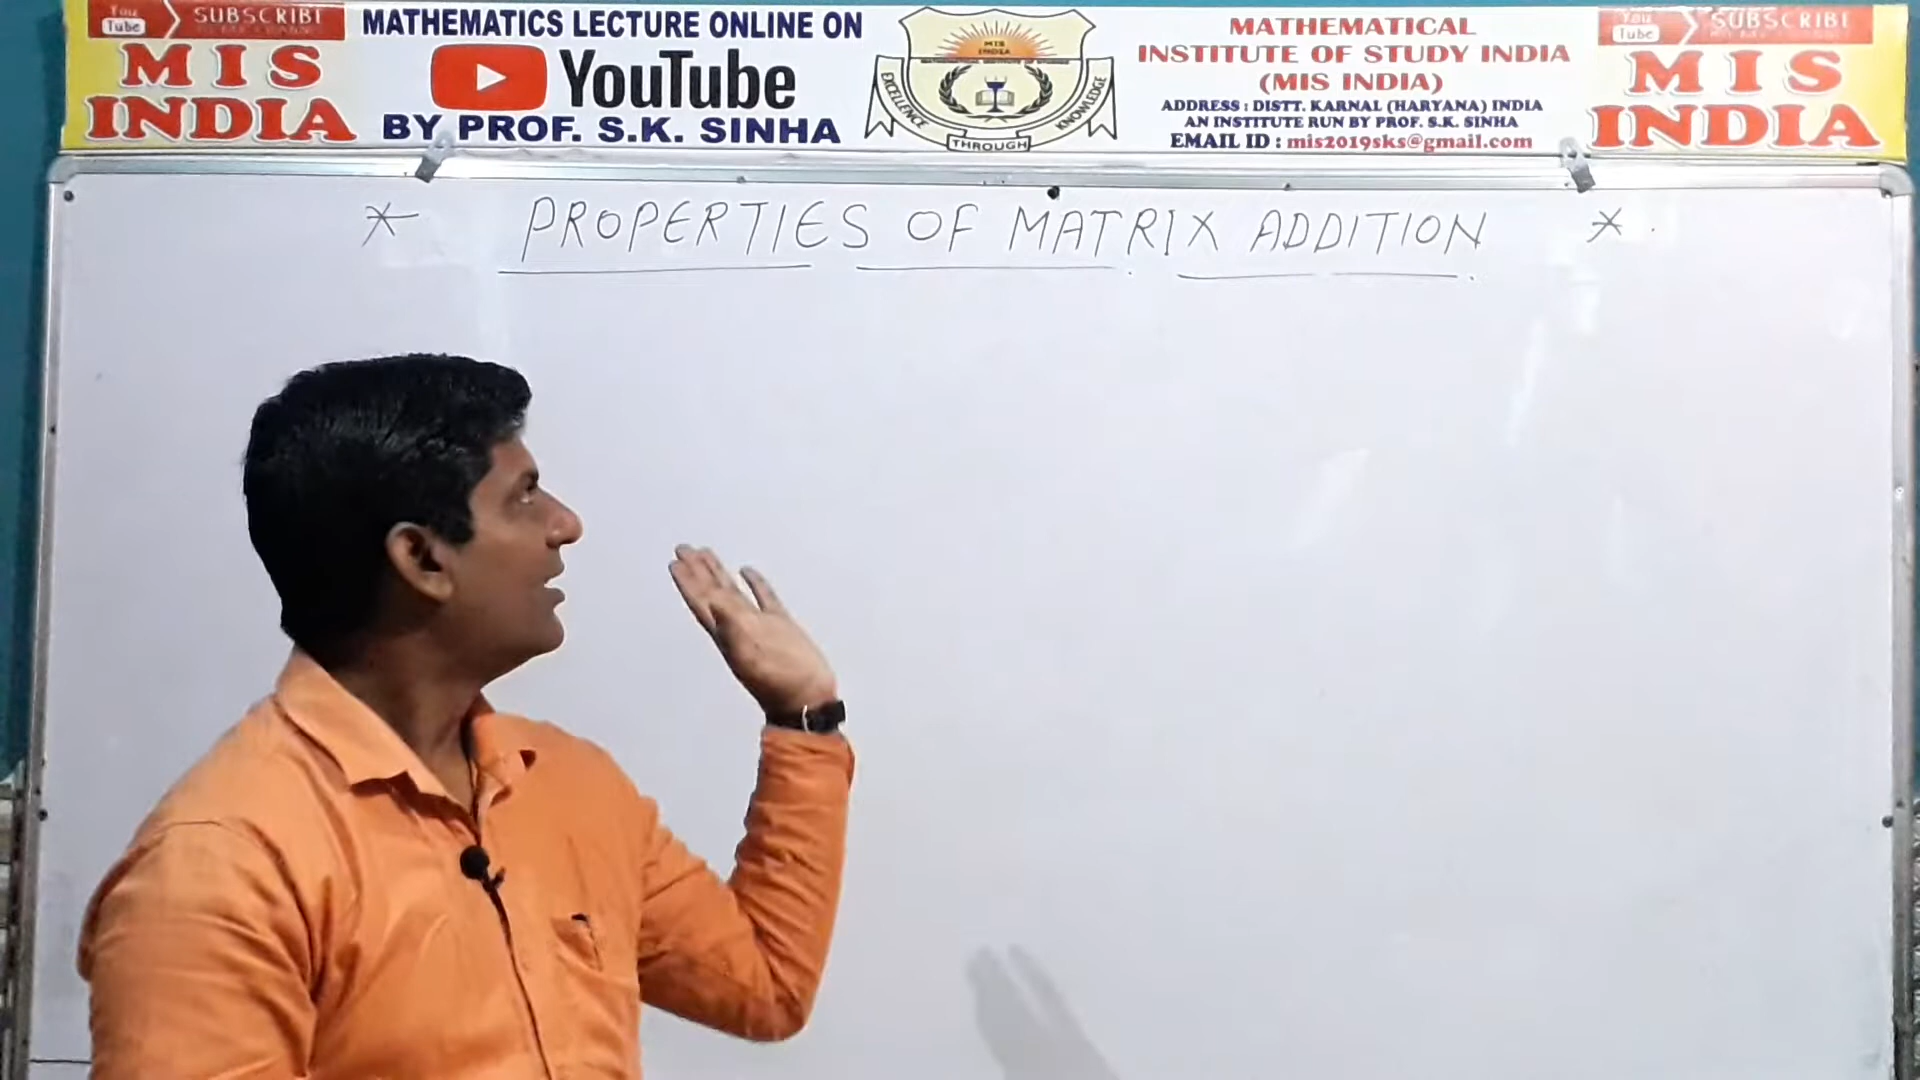 You Tube SUBSCRIBE
MIS
INDIA
MATHEMATICS LECTURE ONLINE ON
YouTube
BY PROF. S.K. SINHA
MIS
INDIA
EXCELLENCE
THROUGH
KNOWLEDGE
MATHEMATICAL
INSTITUTE OF STUDY INDIA
(MIS INDIA)
ADDRESS : DISTT. KARNAL (HARYANA) INDIA
AN INSTITUTE RUN BY PROF. S.K. SINHA
EMAIL ID : mis2019sks@gmail.com
You Tube SUBSCRIBE
MIS
INDIA
* PROPERTIES OF MATRIX ADDITION *